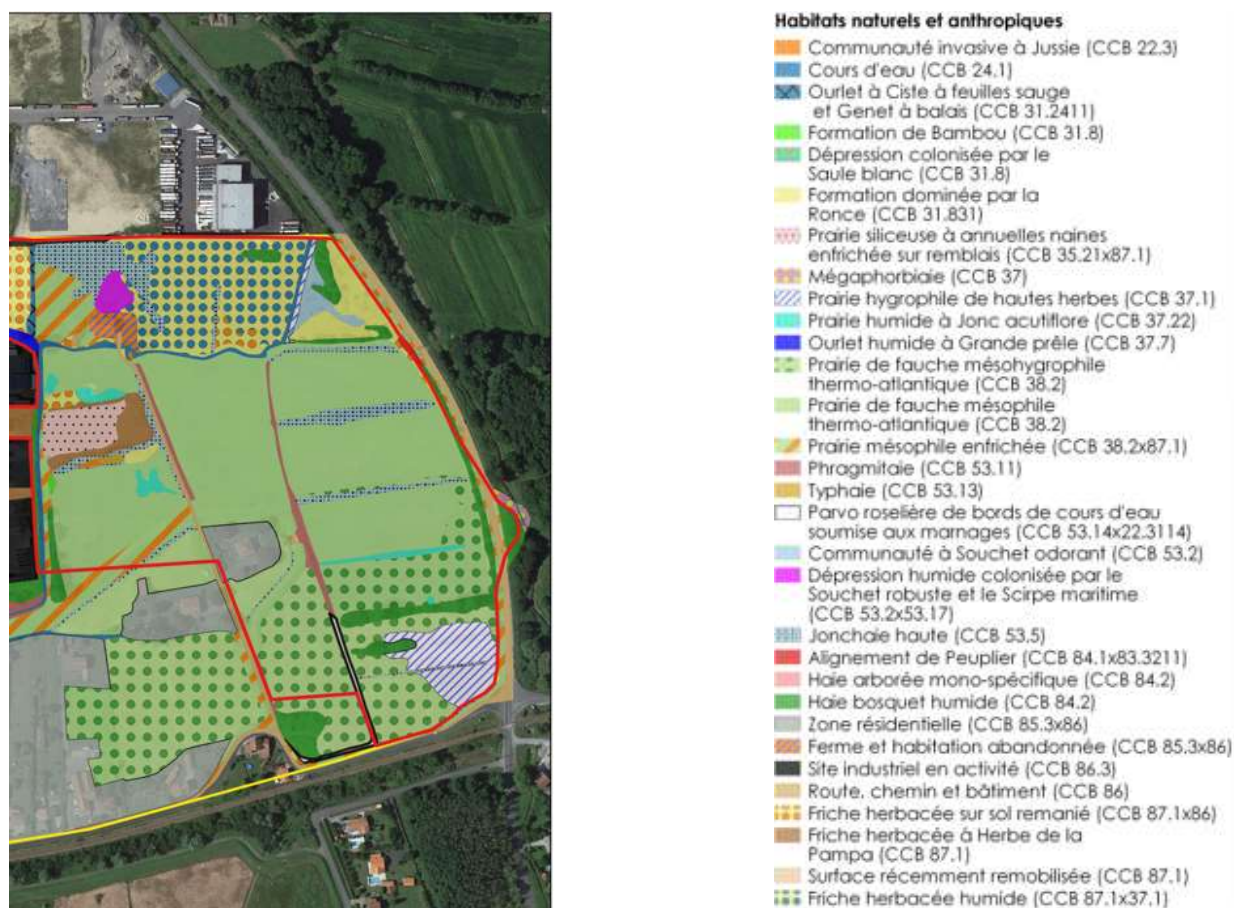 Habitats naturels et anthropiques
Communauté invasive à Jussie (CCB 22.3)
Cours d'eau (CCB 24.1)
Ourlet à Ciste à feuilles sauge
et Genet à balais (CCB 31.2411)
Formation de Bambou (CCB 31.8)
Dépression colonisée par le
Saule blanc (CCB 31.8)
Formation dominée par la
Ronce (CCB 31.831)
Prairie siliceuse à annuelles naines
enfrichée sur remblais (CCB 35.21x87.1)
Mégaphorbiaie (CCB 37)
Prairie hygrophile de hautes herbes (CCB 37.1)
Prairie humide à Jonc acutiflore (CCB 37.22)
Ourlet humide à Grande prêle (CCB 37.7)
Prairie de fauche mésohygrophile
thermo-atlantique (CCB 38.2)
Prairie de fauche mésophile
thermo-atlantique (CCB 38.2)
Prairie mésophile enfrichée (CCB 38.2x87.1)
Phragmitaie (CCB 53.11)
Typhaie (CCB 53.13)
Parvo roselière de bords de cours d'eau
soumise aux marnages (CCB 53.14x22.3114)
Communauté à Souchet odorant (CCB 53.2)
Dépression humide colonisée par le
Souchet robuste et le Scirpe maritime
(CCB 53.2x53.17)
Jonchaie haute (CCB 53.5)
Alignement de Peuplier (CCB 84.1x83.3211)
Haie arborée mono-spécifique (CCB 84.2)
Haie bosquet humide (CCB 84.2)
Zone résidentielle (CCB 85.3x86)
Ferme et habitation abandonnée (CCB 85.3x86)
Site industriel en activité (CCB 86.3)
Route, chemin et bâtiment (CCB 86)
Friche herbacée sur sol remanié (CCB 87.1x86)
Friche herbacée à Herbe de la
Pampa (CCB 87.1)
Surface récemment remobilisée (CCB 87.1)
Friche herbacée humide (CCB 87.1x37.1)